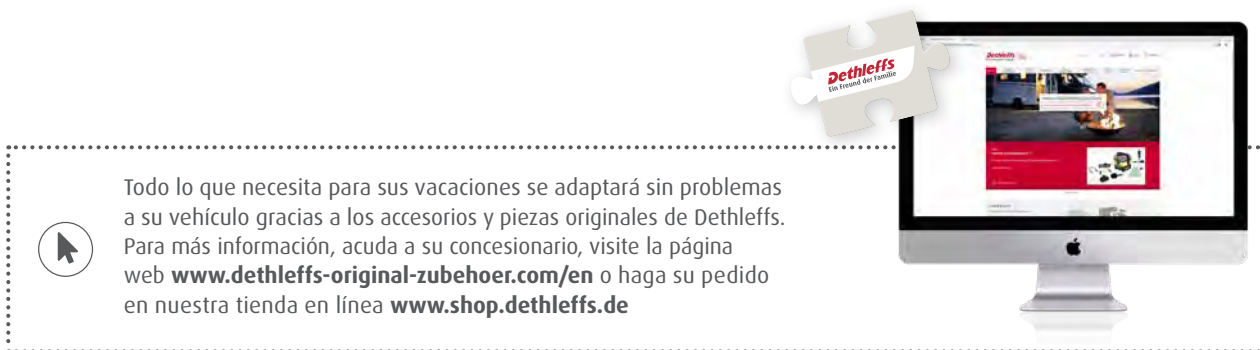 Dethleffs
Ein Freund der Familie
Todo lo que necesita para sus vacaciones se adaptará sin problemas
a su vehículo gracias a los accesorios y piezas originales de Dethleffs.
Para más información, acuda a su concesionario, visite la página
web www.dethleffs-original-zubehoer.com/en o haga su pedido
en nuestra tienda en línea www.shop.dethleffs.de
Dethleffs